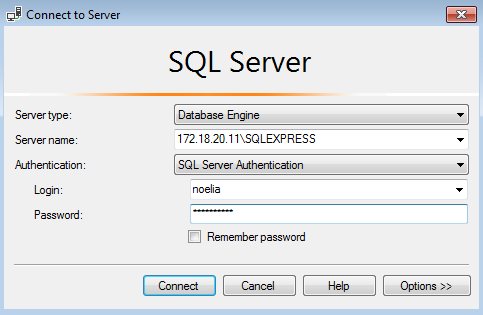 Connect to Server
SQL Server
Server type: Database Engine
Server name: 172.18.20.11\SQLEXPRESS
Authentication: SQL Server Authentication
Login: noelia
Password: **********
Remember password
Connect Cancel Help Options >>